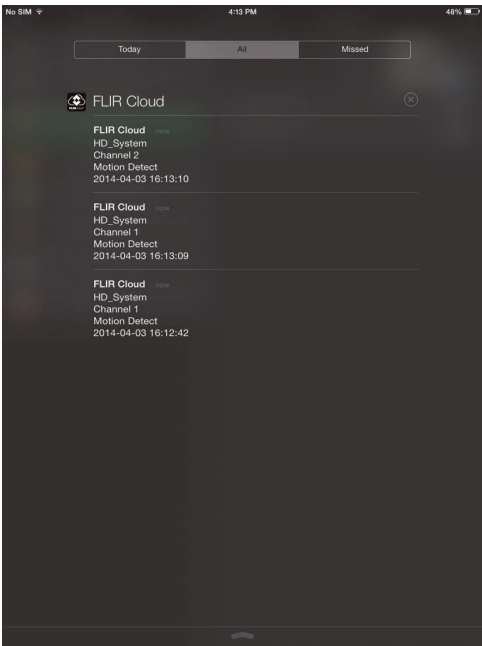 No SIM 4:13 PM 48%
Today All Missed
FLIR Cloud
FLIR Cloud now
HD_System
Channel 2
Motion Detect
2014-04-03 16:13:10
FLIR Cloud now
HD_System
Channel 1
Motion Detect
2014-04-03 16:13:09
FLIR Cloud now
HD_System
Channel 1
Motion Detect
2014-04-03 16:12:42